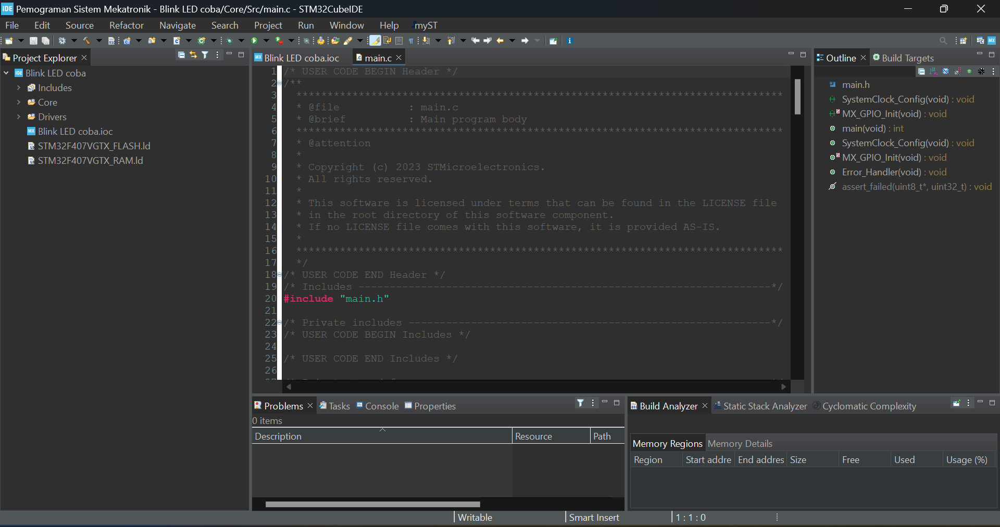 IDE Pemograman Sistem Mekatronik - Blink LED coba/Core/Src/main.c - STM32CubeIDE
File Edit Source Refactor Navigate Search Project Run Window Help myST
Project Explorer
IDE Blink LED coba
Includes
Core
Drivers
MX Blink LED coba.ioc
STM32F407VGTX_FLASH.ld
STM32F407VGTX_RAM.ld
MX Blink LED coba.ioc main.c
1 /* USER CODE BEGIN Header */
2 /**
3 ******************************************************************************
4 * @file : main.c
5 * @brief : Main program body
6 ******************************************************************************
7 * @attention
8 *
9 * Copyright (c) 2023 STMicroelectronics.
10 * All rights reserved.
11 *
12 * This software is licensed under terms that can be found in the LICENSE file
13 * in the root directory of this software component.
14 * If no LICENSE file comes with this software, it is provided AS-IS.
15 *
16 ******************************************************************************
17 */
18 /* USER CODE END Header */
19 /* Includes ------------------------------------------------------------------*/
20 #include "main.h"
21
22 /* Private includes ----------------------------------------------------------*/
23 /* USER CODE BEGIN Includes */
24
25 /* USER CODE END Includes */
26
Outline Build Targets
main.h
SystemClock_Config(void) : void
MX_GPIO_Init(void) : void
main(void) : int
SystemClock_Config(void) : void
MX_GPIO_Init(void) : void
Error_Handler(void) : void
assert_failed(uint8_t*, uint32_t) : void
Problems Tasks Console Properties
0 items
Description Resource Path
Build Analyzer Static Stack Analyzer Cyclomatic Complexity
Memory Regions Memory Details
Region Start addre End addres Size Free Used Usage (%)
Writable Smart Insert 1 : 1 : 0